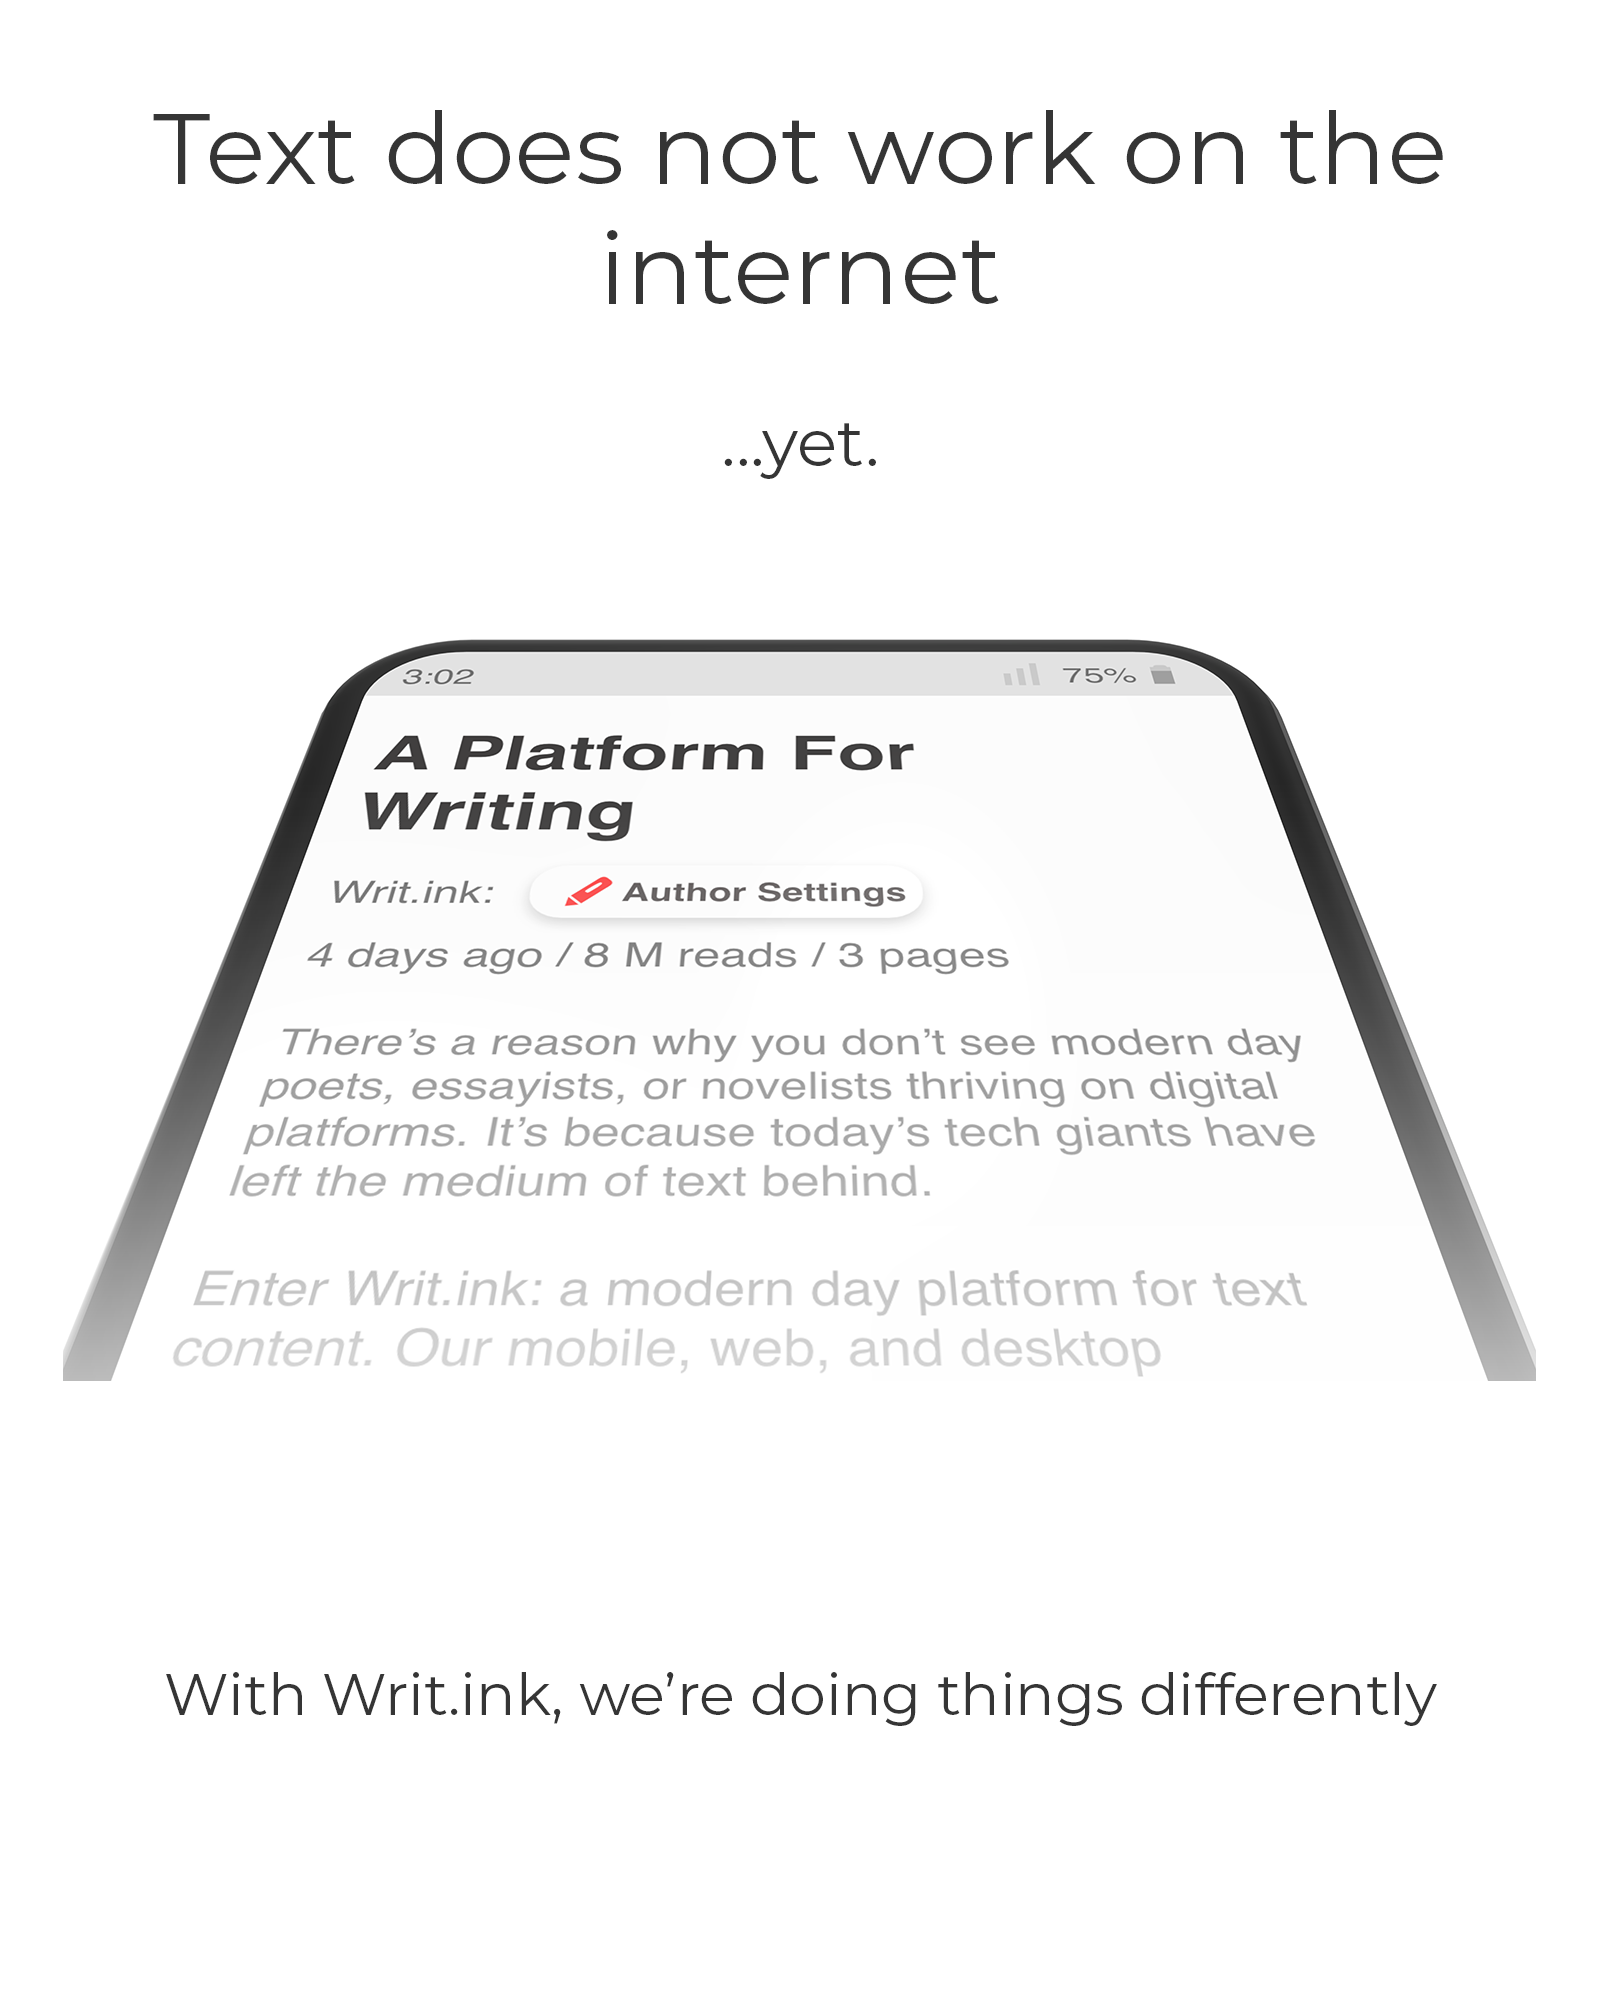 Text does not work on the
internet
...yet.
3:02 75%
A Platform For
Writing
Writ.ink: Author Settings
4 days ago / 8 M reads / 3 pages
There’s a reason why you don’t see modern day
poets, essayists, or novelists thriving on digital
platforms. It’s because today’s tech giants have
left the medium of text behind.
Enter Writ.ink: a modern day platform for text
content. Our mobile, web, and desktop
With Writ.ink, we’re doing things differently